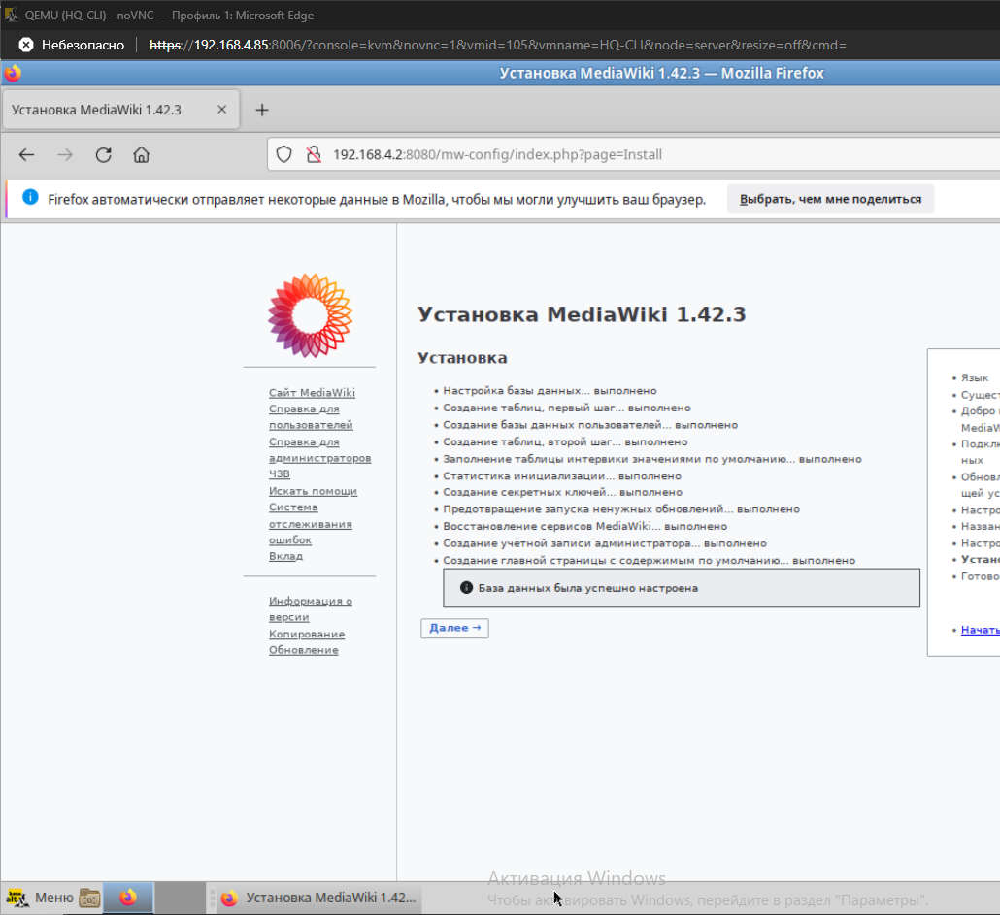 QEMU (HQ-CLI) - noVNC — Профиль 1: Microsoft Edge
Небезопасно https://192.168.4.85:8006/?console=kvm&novnc=1&vmid=105&vmname=HQ-CLI&node=server&resize=off&cmd=
Установка MediaWiki 1.42.3 — Mozilla Firefox
Установка MediaWiki 1.42.3
192.168.4.2:8080/mw-config/index.php?page=Install
Firefox автоматически отправляет некоторые данные в Mozilla, чтобы мы могли улучшить ваш браузер. Выбрать, чем мне поделиться
Сайт MediaWiki
Справка для
пользователей
Справка для
администраторов
ЧЗВ
Искать помощи
Система
отслеживания
ошибок
Вклад
Информация о
версии
Копирование
Обновление
Установка MediaWiki 1.42.3
Установка
• Настройка базы данных... выполнено
• Создание таблиц, первый шаг... выполнено
• Создание базы данных пользователей... выполнено
• Создание таблиц, второй шаг... выполнено
• Заполнение таблицы интервики значениями по умолчанию... выполнено
• Статистика инициализации... выполнено
• Создание секретных ключей... выполнено
• Предотвращение запуска ненужных обновлений... выполнено
• Восстановление сервисов MediaWiki... выполнено
• Создание учётной записи администратора... выполнено
• Создание главной страницы с содержимым по умолчанию... выполнено
База данных была успешно настроена
Далее →
• Язык
• Сущест
• Добро
MediaW
• Подклю
ных
• Обновл
щей ус
• Настро
• Назван
• Настро
• Устано
• Готово
• Начать
Активация Windows
Чтобы активировать Windows, перейдите в раздел "Параметры".
Меню Установка MediaWiki 1.42...